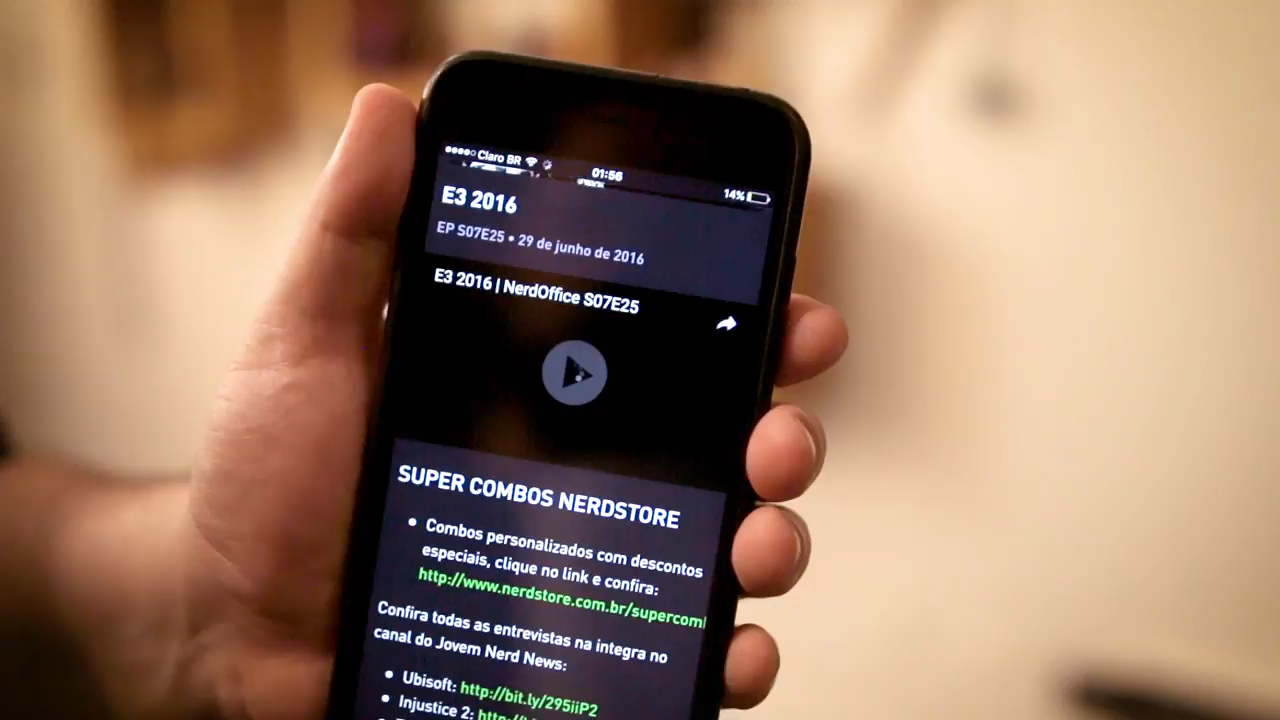 Claro BR 01:56 14%
E3 2016
EP S07E25 • 29 de junho de 2016
E3 2016 | NerdOffice S07E25
SUPER COMBOS NERDSTORE
• Combos personalizados com descontos
especiais, clique no link e confira:
http://www.nerdstore.com.br/supercom
Confira todas as entrevistas na integra no
canal do Jovem Nerd News:
• Ubisoft: http://bit.ly/295iiP2
• Injustice 2: